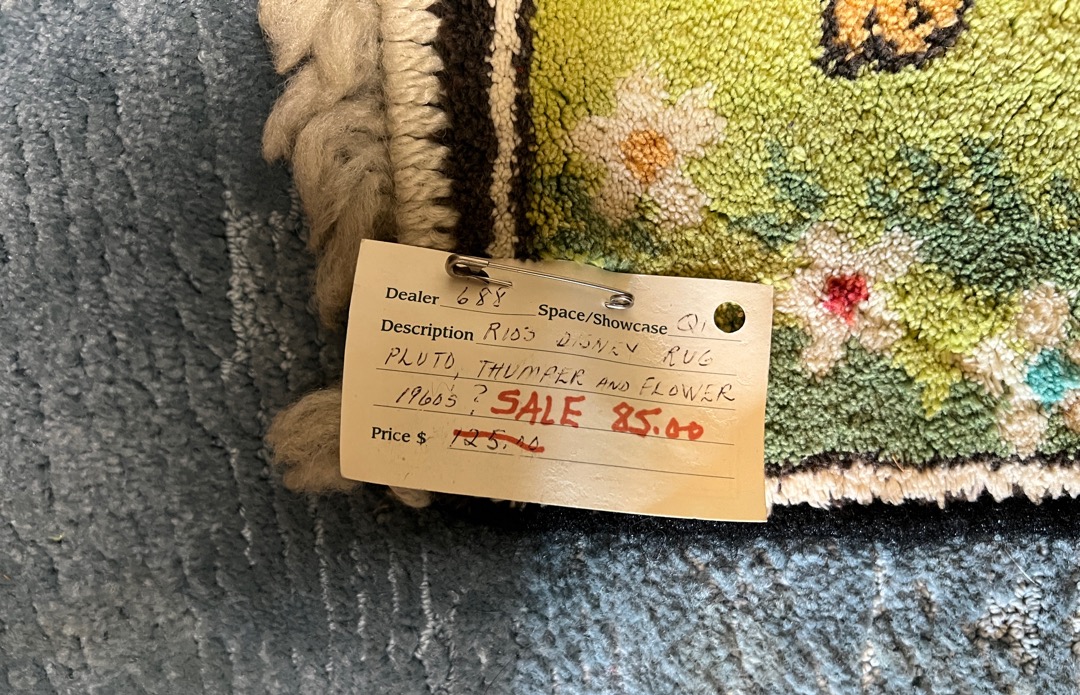 Dealer 688 Space/Showcase Q1
Description KIDS DISNEY RUG
PLUTO, THUMPER AND FLOWER
1960s ? SALE 85.00
Price $ 125.00